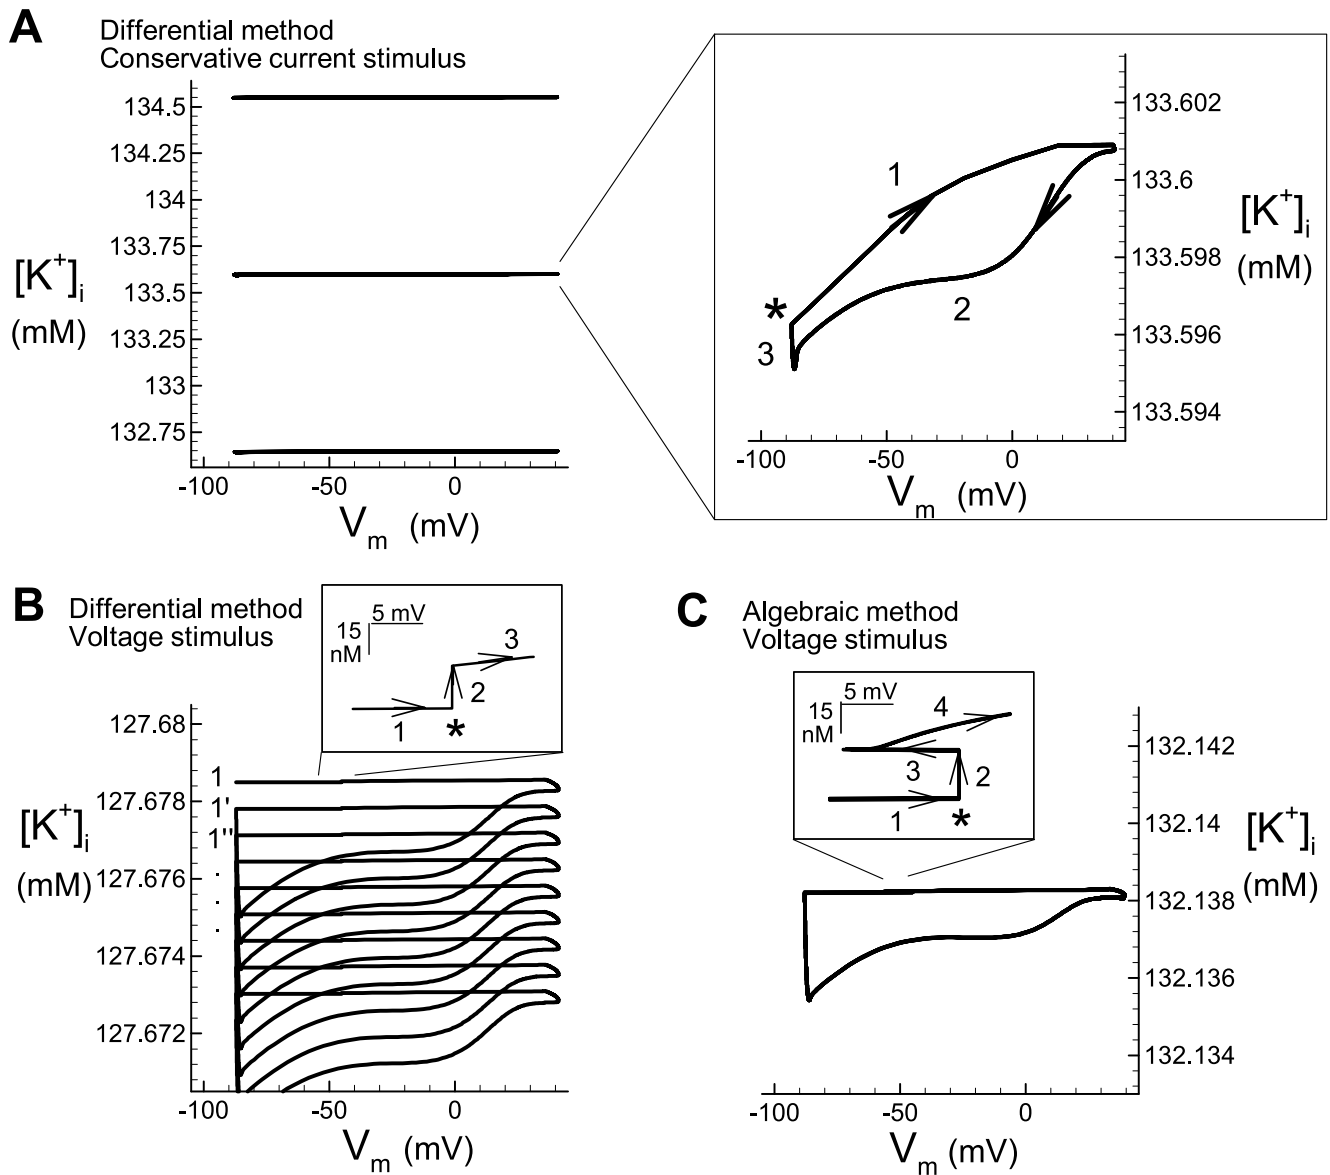 A
Differential method
Conservative current stimulus
134.5
134.25
134
133.75
133.5
133.25
133
132.75
[K+]i
(mM)
-100
-50
0
Vm (mV)
1
2
3
*
133.602
133.6
133.598
133.596
133.594
[K+]i
(mM)
-100
-50
0
Vm (mV)
B
Differential method
Voltage stimulus
5 mV
15
nM
1
2
3
*
127.68
127.678
127.676
127.674
127.672
[K+]i
(mM)
1
1'
1''
.
.
.
-100
-50
0
Vm (mV)
C
Algebraic method
Voltage stimulus
5 mV
15
nM
4
3
2
1
*
132.142
132.14
132.138
132.136
132.134
[K+]i
(mM)
-100
-50
0
Vm (mV)